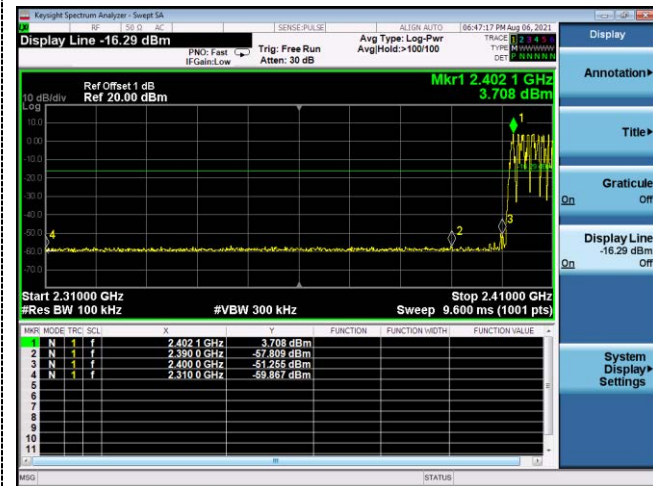 Keysight Spectrum Analyzer - Swept SA
RF 50 Ω AC SENSE:PULSE ALIGN AUTO 06:47:17 PM Aug 06, 2021
Display Line -16.29 dBm
PNO: Fast
IFGain:Low
Trig: Free Run
Atten: 30 dB
Avg Type: Log-Pwr
Avg|Hold:>100/100
TRACE 1 2 3 4 5 6
TYPE M W W W W W
DET P N N N N N
Ref Offset 1 dB
10 dB/div Ref 20.00 dBm
Log
Mkr1 2.402 1 GHz
3.708 dBm
10.0
0.00
-10.0
-20.0
-30.0
-40.0
-50.0
-60.0
-70.0
1
2
3
4
Start 2.31000 GHz Stop 2.41000 GHz
#Res BW 100 kHz #VBW 300 kHz Sweep 9.600 ms (1001 pts)
MKR MODE TRC SCL X Y FUNCTION FUNCTION WIDTH FUNCTION VALUE
1 N 1 f 2.402 1 GHz 3.708 dBm
2 N 1 f 2.390 0 GHz -57.809 dBm
3 N 1 f 2.400 0 GHz -51.255 dBm
4 N 1 f 2.310 0 GHz -59.867 dBm
5
6
7
8
9
10
11
MSG STATUS
Display
Annotation
Title
Graticule
On Off
Display Line
-16.29 dBm
On Off
System
Display
Settings